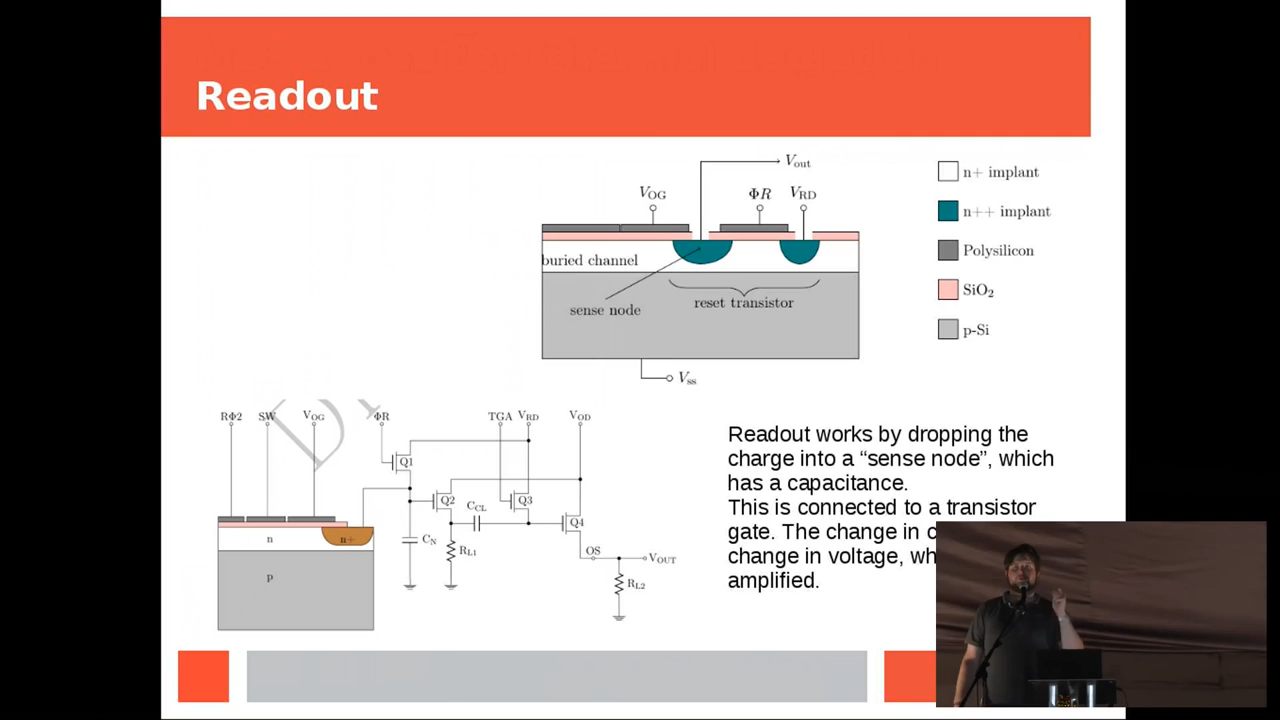 Readout
Vout
VOG ΦR VRD
buried channel
sense node
reset transistor
Vss
n+ implant
n++ implant
Polysilicon
SiO2
p-Si
RΦ2 SW VOG ΦR TGA VRD VOD
Q1
Q2 Q3
CCL
Q4
n n+ CN RL1
OS VOUT
p
RL2
Readout works by dropping the
charge into a “sense node”, which
has a capacitance.
This is connected to a transistor
gate. The change in
change in voltage,
amplified.